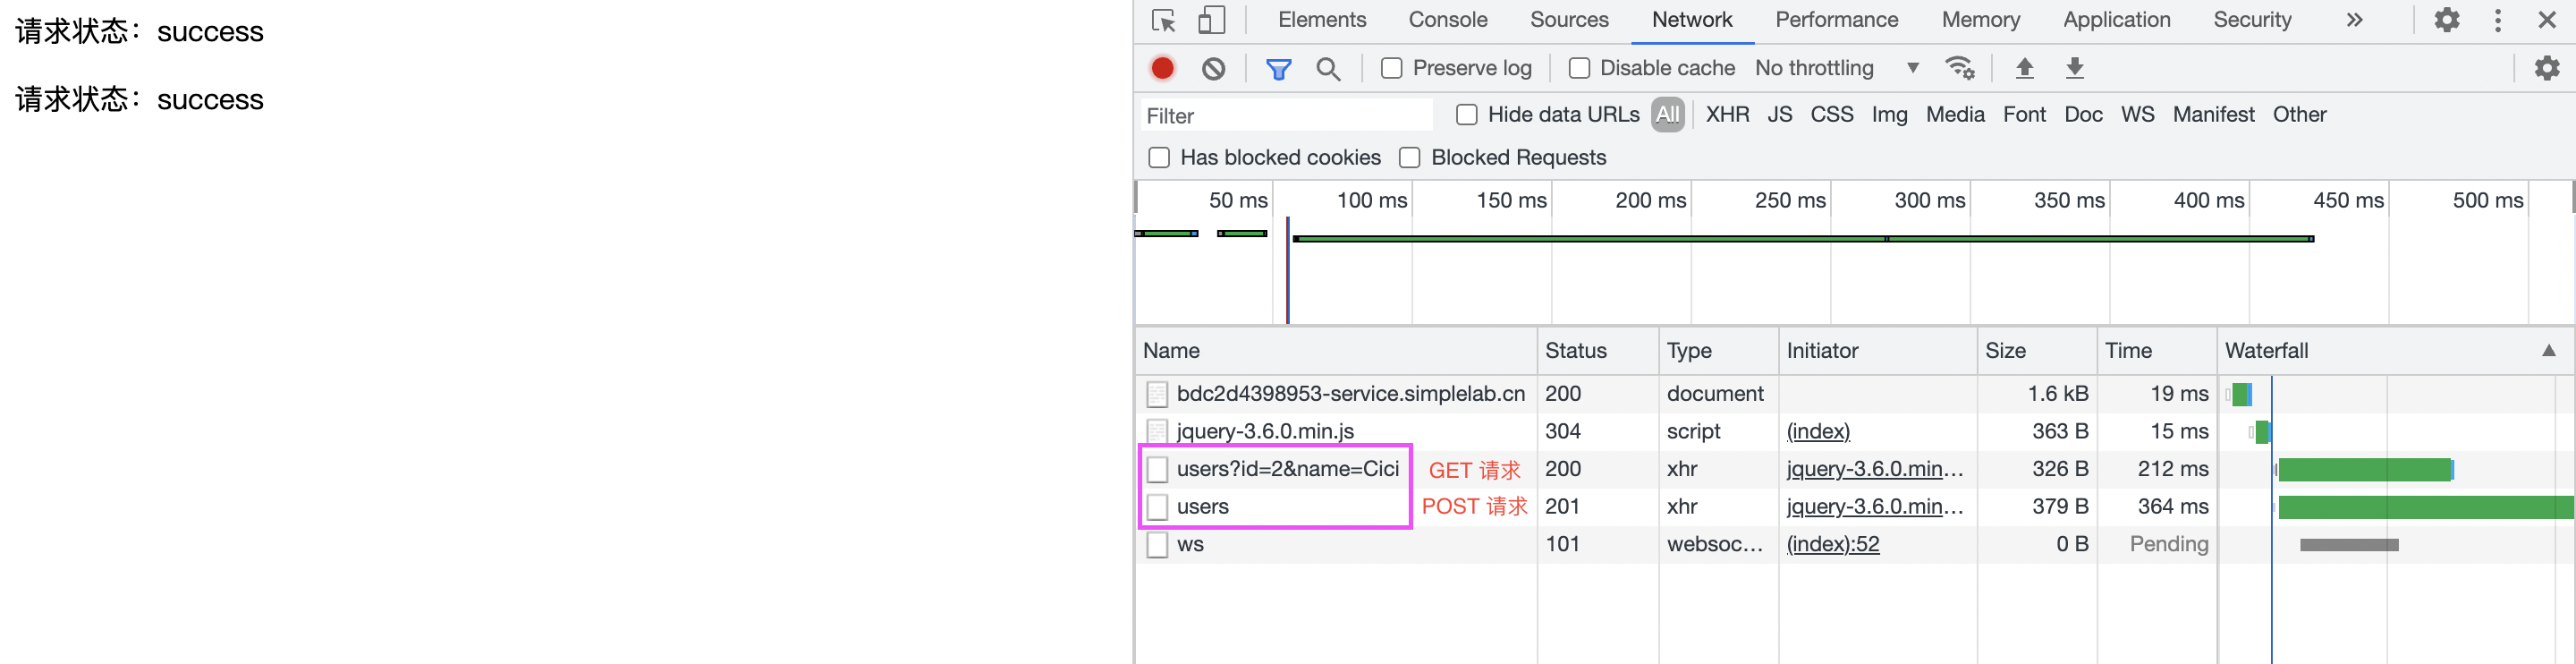 请求状态：success
请求状态：success
Elements Console Sources Network Performance Memory Application Security »
Preserve log Disable cache No throttling
Filter Hide data URLs All XHR JS CSS Img Media Font Doc WS Manifest Other
Has blocked cookies Blocked Requests
50 ms 100 ms 150 ms 200 ms 250 ms 300 ms 350 ms 400 ms 450 ms 500 ms
Name Status Type Initiator Size Time Waterfall
bdc2d4398953-service.simplelab.cn 200 document 1.6 kB 19 ms
jquery-3.6.0.min.js 304 script (index) 363 B 15 ms
users?id=2&name=Cici GET 请求 200 xhr jquery-3.6.0.min… 326 B 212 ms
users POST 请求 201 xhr jquery-3.6.0.min… 379 B 364 ms
ws 101 websoc… (index):52 0 B Pending